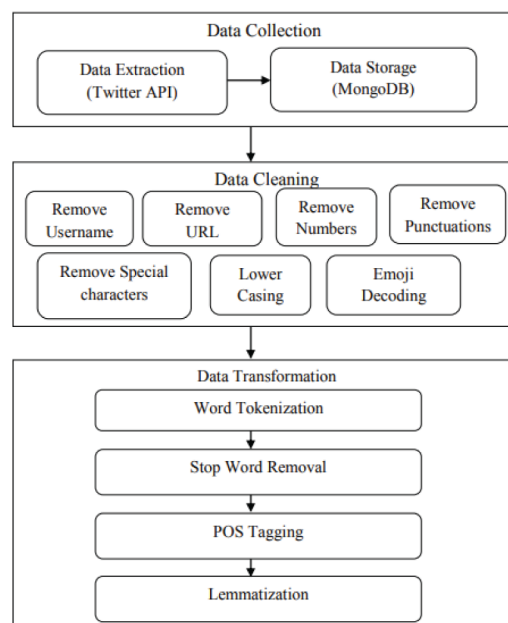 Data Collection
Data Extraction
(Twitter API)
Data Storage
(MongoDB)
Data Cleaning
Remove
Username
Remove
URL
Remove
Numbers
Remove
Punctuations
Remove Special
characters
Lower
Casing
Emoji
Decoding
Data Transformation
Word Tokenization
Stop Word Removal
POS Tagging
Lemmatization